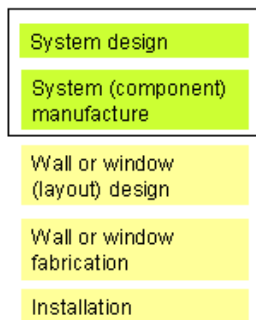 System design
System (component)
manufacture
Wall or window
(layout) design
Wall or window
fabrication
Installation